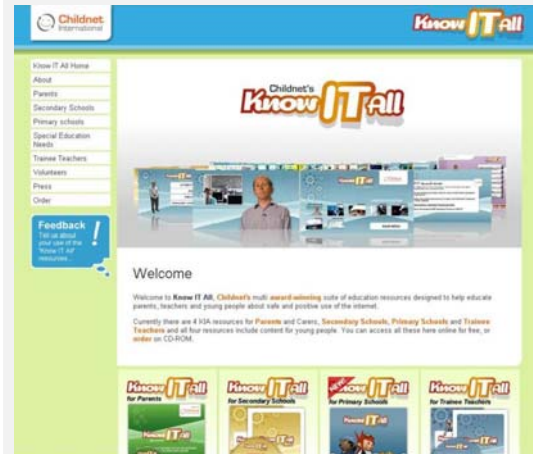 Childnet
International
Know IT All
Know IT All Home
About
Parents
Secondary Schools
Primary schools
Special Education
Needs
Trainee Teachers
Volunteers
Press
Order
Feedback
Tell us about
your use of the
'Know IT All'
resources...
Childnet's
Know IT All
Welcome
Welcome to Know IT All, Childnet's multi award-winning suite of education resources designed to help educate
parents, teachers and young people about safe and positive use of the internet.
Currently there are 4 KIA resources for Parents and Carers, Secondary Schools, Primary Schools and Trainee
Teachers and all four resources include content for young people. You can access all these here online for free, or
order on CD-ROM.
Know IT All
for Parents
Know IT All
for Secondary Schools
NEW!
Know IT All
for Primary Schools
Know IT All
for Trainee Teachers